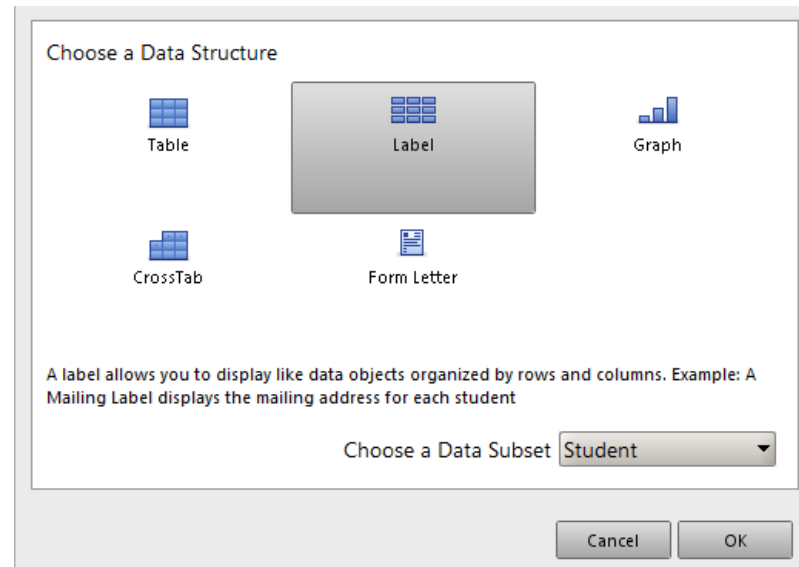 Choose a Data Structure
Table
Label
Graph
CrossTab
Form Letter
A label allows you to display like data objects organized by rows and columns. Example: A
Mailing Label displays the mailing address for each student
Choose a Data Subset Student
Cancel OK